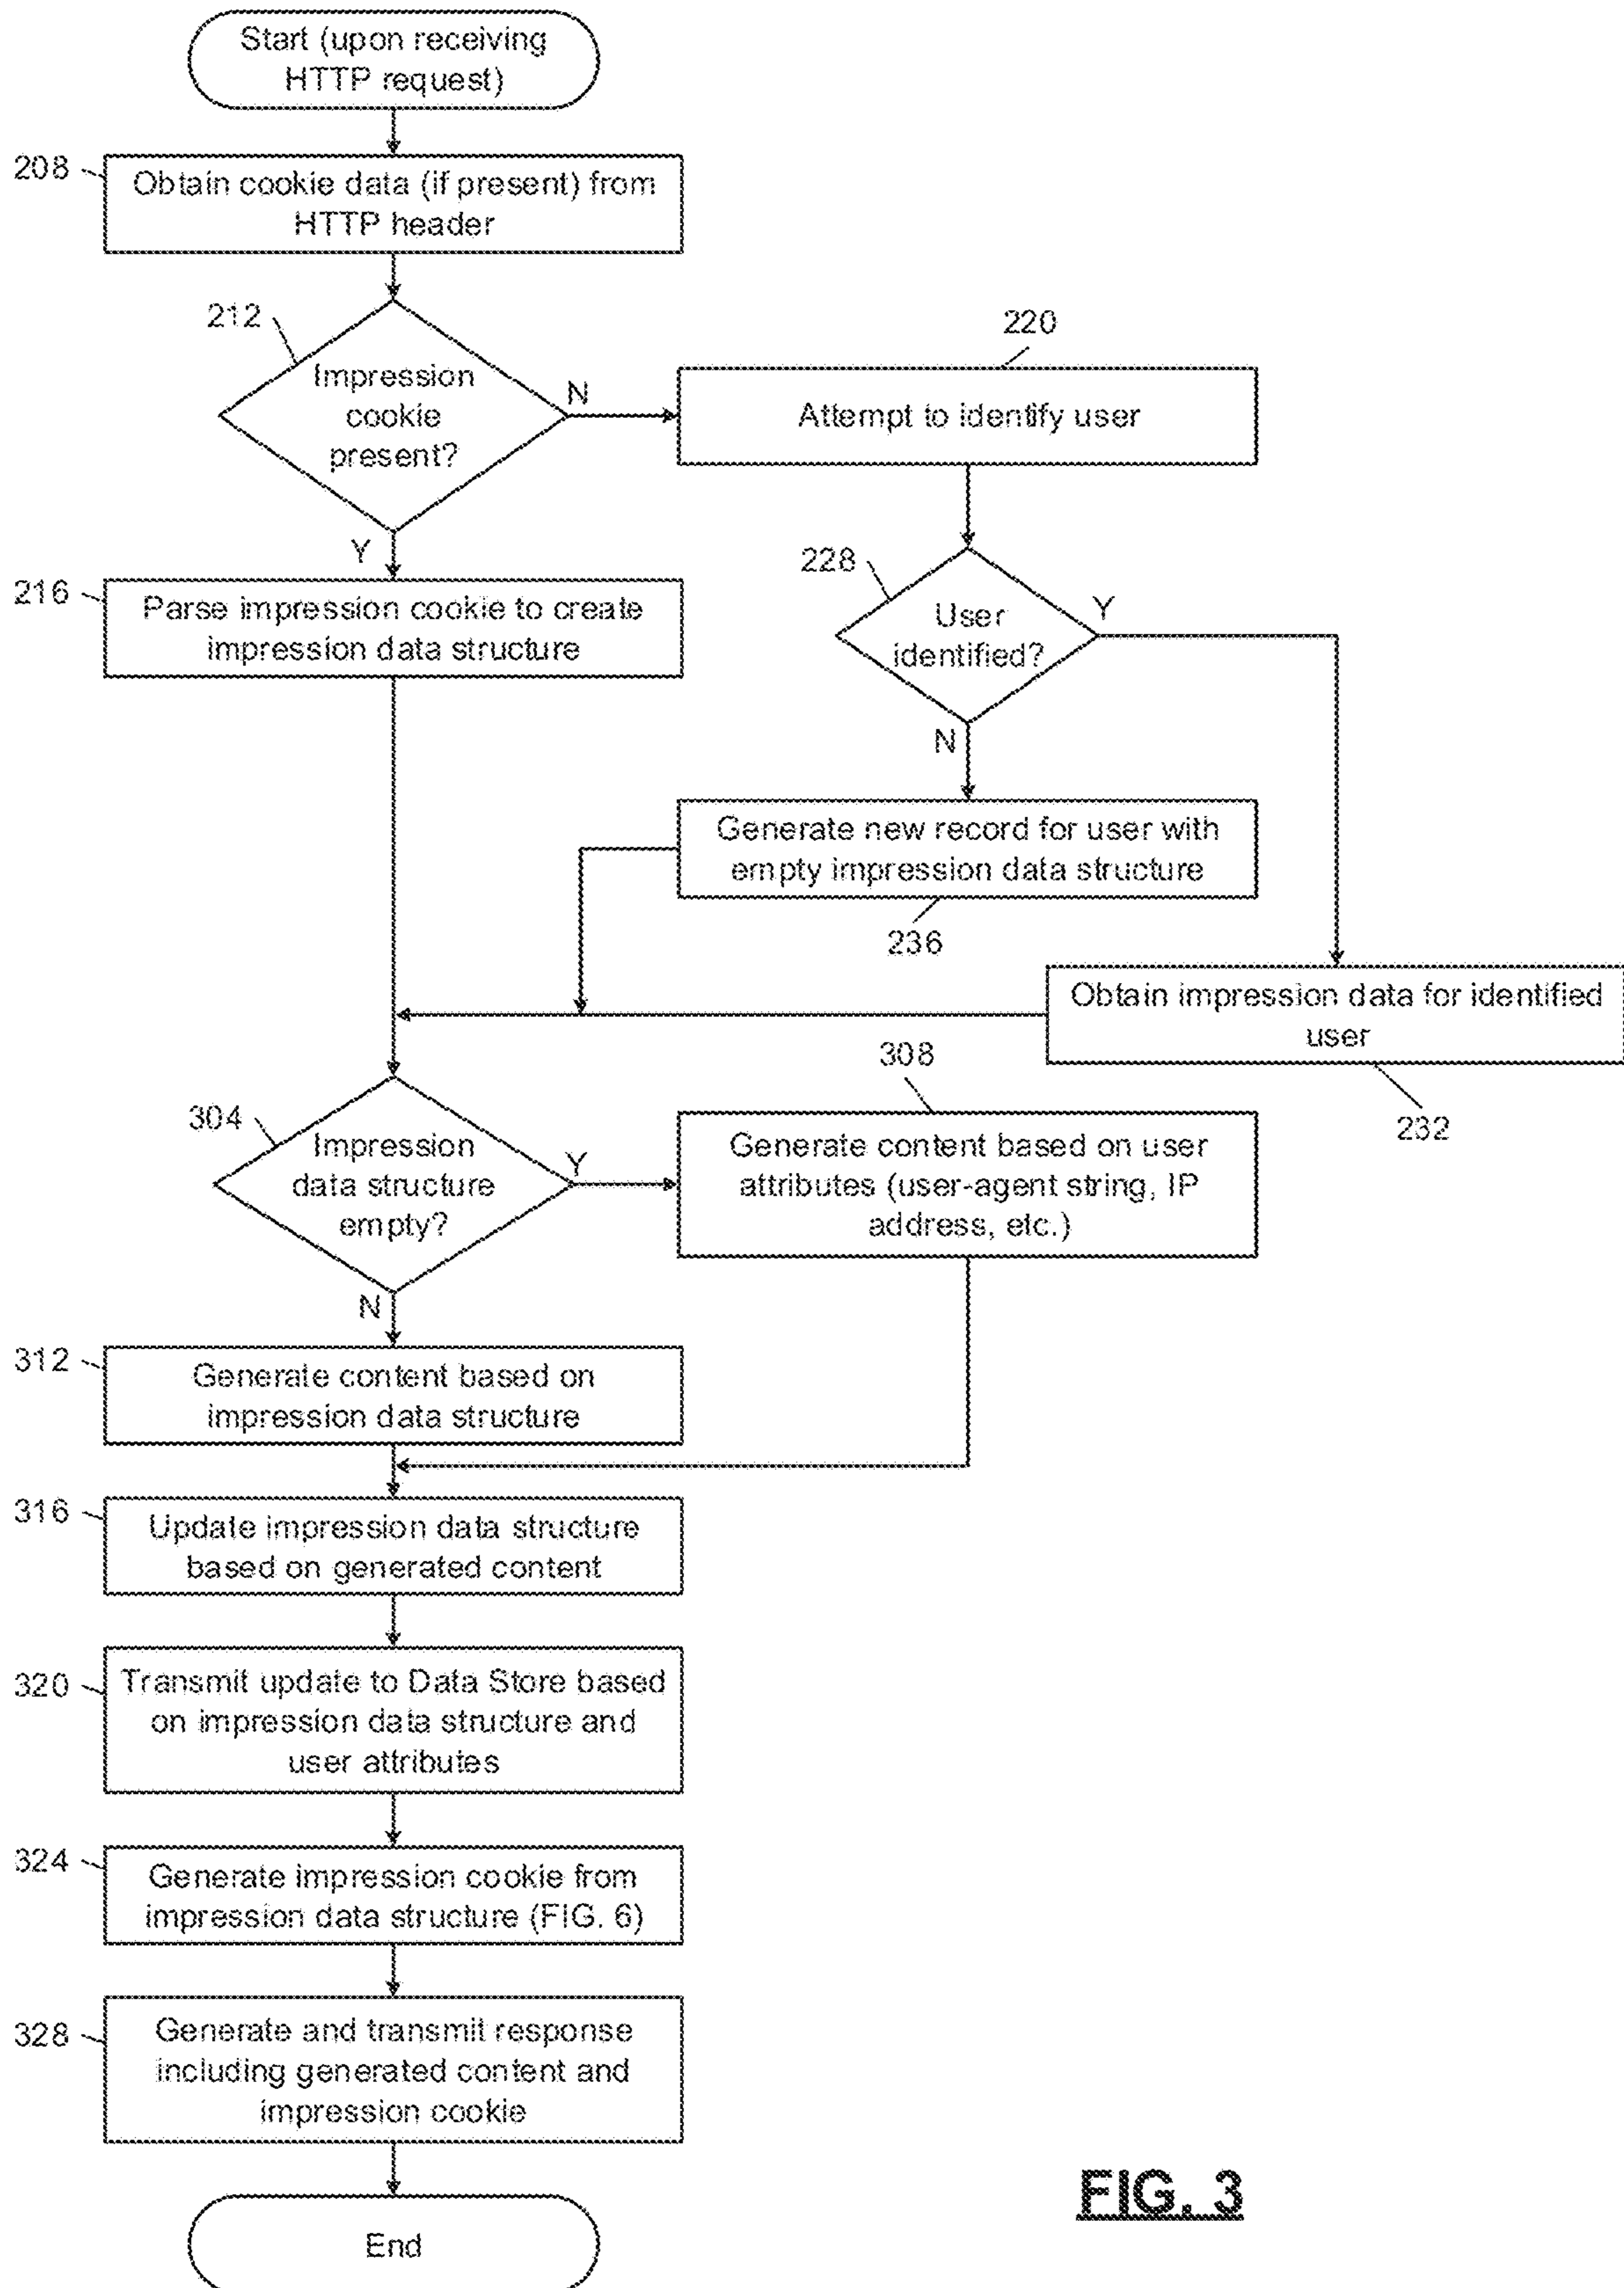 Start (upon receiving
HTTP request)
208
Obtain cookie data (if present) from
HTTP header
212
Impression
cookie
present?
N
Y
220
Attempt to identify user
216
Parse impression cookie to create
impression data structure
228
User
identified?
Y
N
Generate new record for user with
empty impression data structure
236
Obtain impression data for identified
user
232
304
Impression
data structure
empty?
Y
N
308
Generate content based on user
attributes (user-agent string, IP
address, etc.)
312
Generate content based on
impression data structure
316
Update impression data structure
based on generated content
320
Transmit update to Data Store based
on impression data structure and
user attributes
324
Generate impression cookie from
impression data structure (FIG. 6)
328
Generate and transmit response
including generated content and
impression cookie
End
FIG. 3